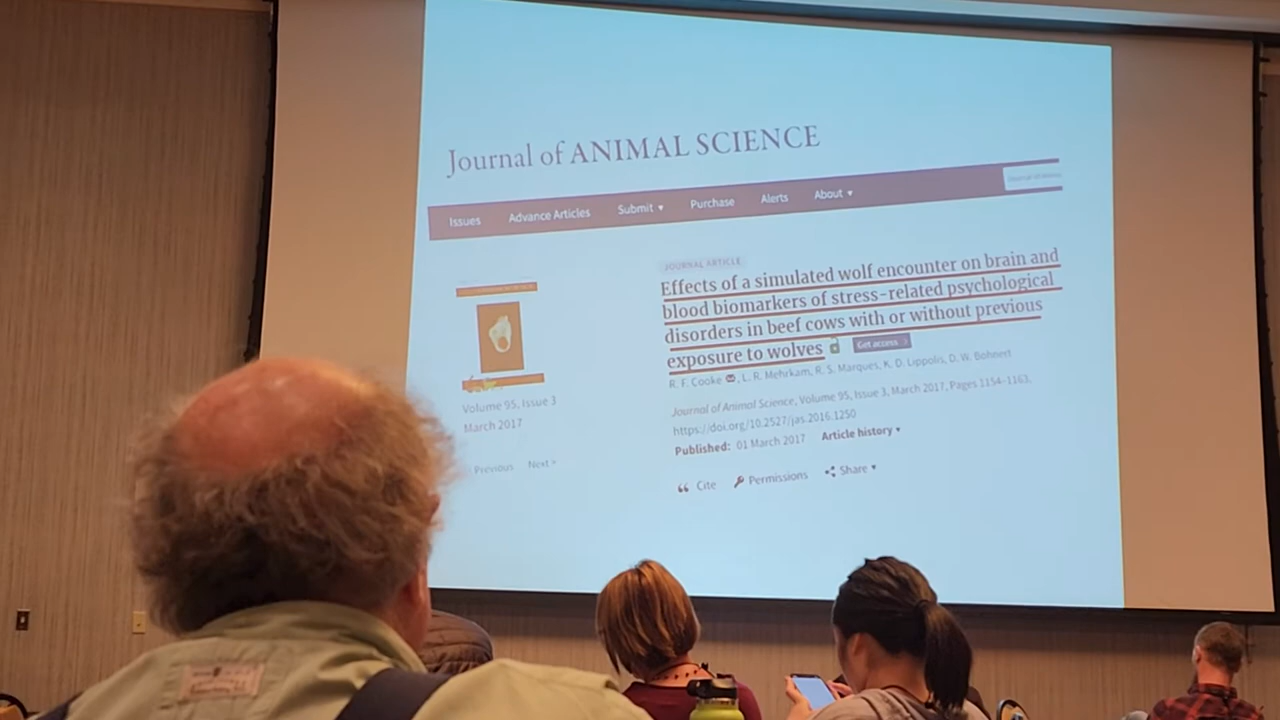 Journal of ANIMAL SCIENCE
Issues Advance Articles Submit ▾ Purchase Alerts About ▾
JOURNAL ARTICLE
Effects of a simulated wolf encounter on brain and
blood biomarkers of stress-related psychological
disorders in beef cows with or without previous
exposure to wolves Get access
R. F. Cooke, L. R. Mehrkam, R. S. Marques, K. D. Lippolis, D. W. Bohnert
Journal of Animal Science, Volume 95, Issue 3, March 2017, Pages 1154–1163,
https://doi.org/10.2527/jas.2016.1250
Published: 01 March 2017 Article history ▾
Cite Permissions Share ▾
Volume 95, Issue 3
March 2017
Previous Next